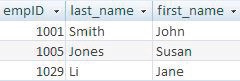 empID last_name first_name
1001 Smith John
1005 Jones Susan
1029 Li Jane